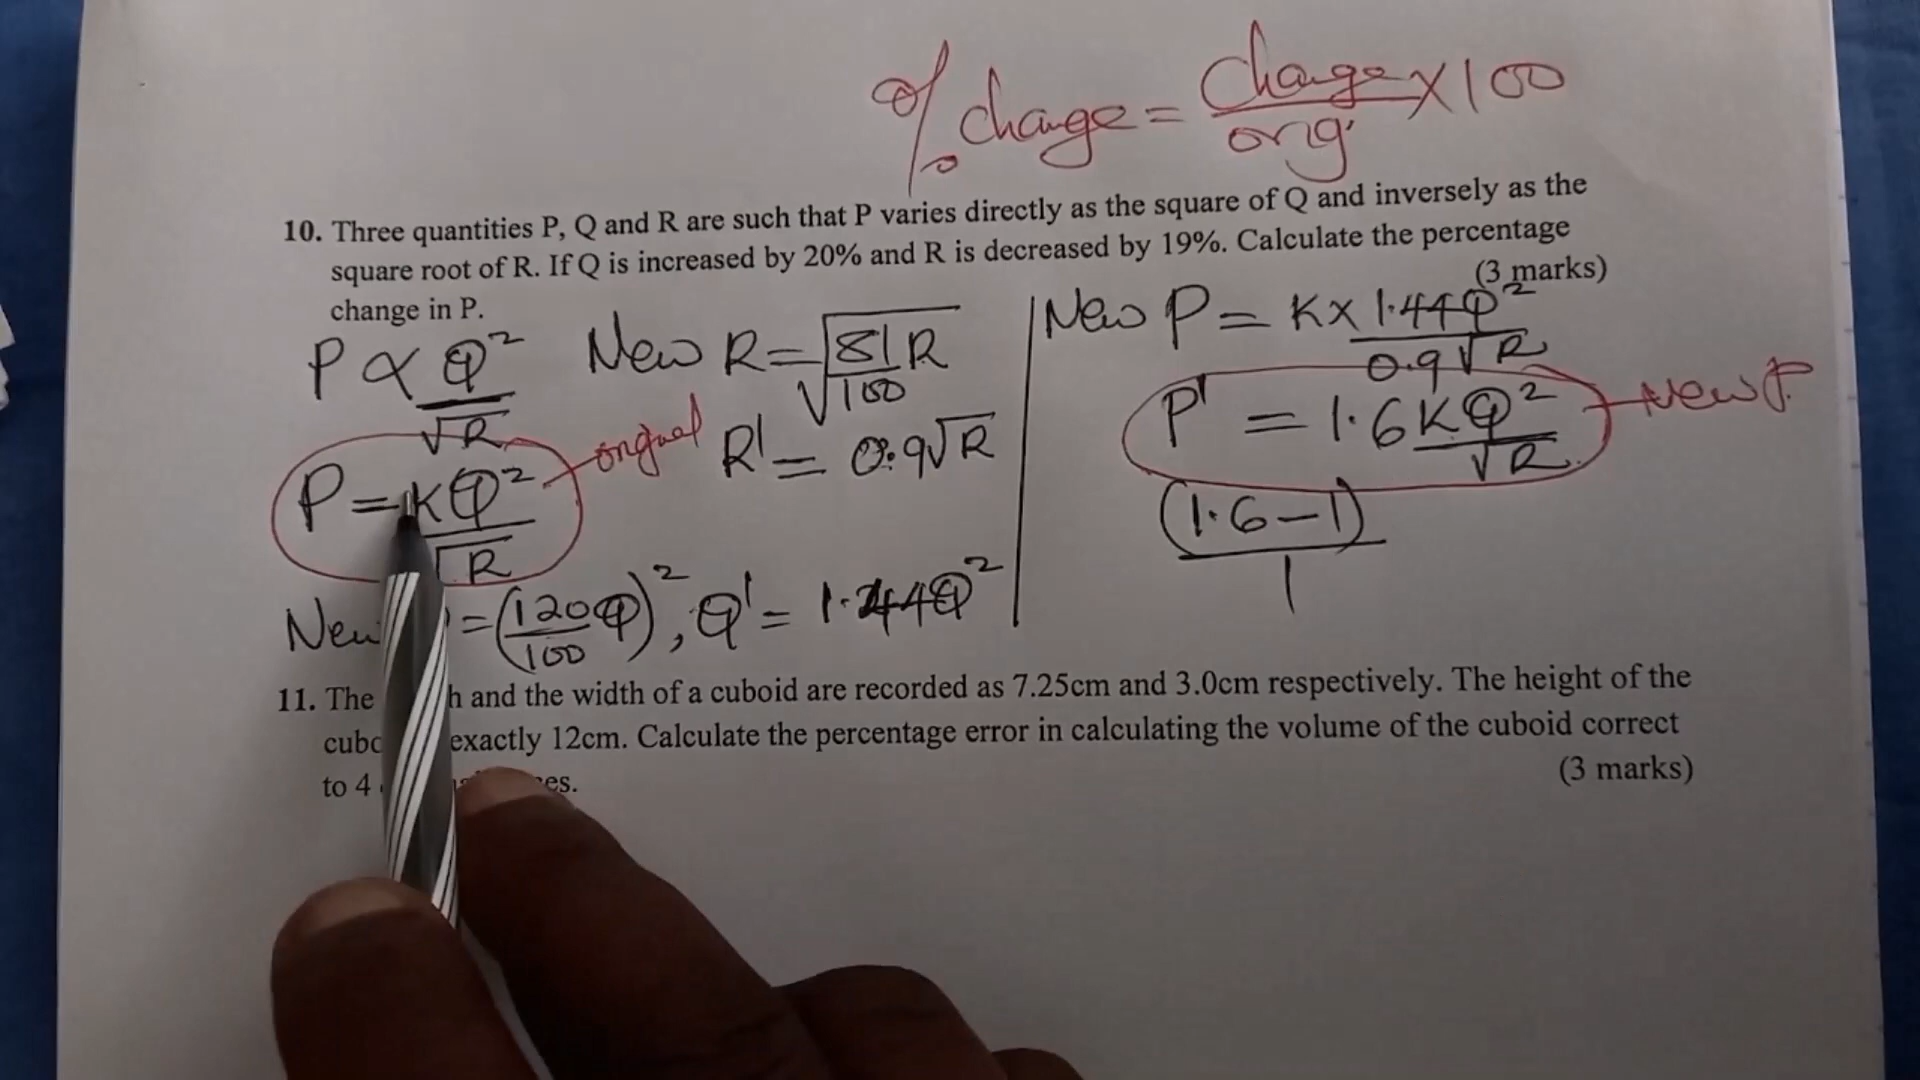 % change = change/orig × 100
10. Three quantities P, Q and R are such that P varies directly as the square of Q and inversely as the
square root of R. If Q is increased by 20% and R is decreased by 19%. Calculate the percentage
change in P. (3 marks)
P ∝ Q²/√R
P = KQ²/√R
orginal
New = (120/100 Q)², Q' = 1.44Q²
New R = √(81/100 R)
R' = 0.9√R
New P = K × 1.44Q²/0.9√R
P' = 1.6KQ²/√R
New P
(1.6 – 1)/1
11. The and the width of a cuboid are recorded as 7.25cm and 3.0cm respectively. The height of the
exactly 12cm. Calculate the percentage error in calculating the volume of the cuboid correct
to 4 (3 marks)